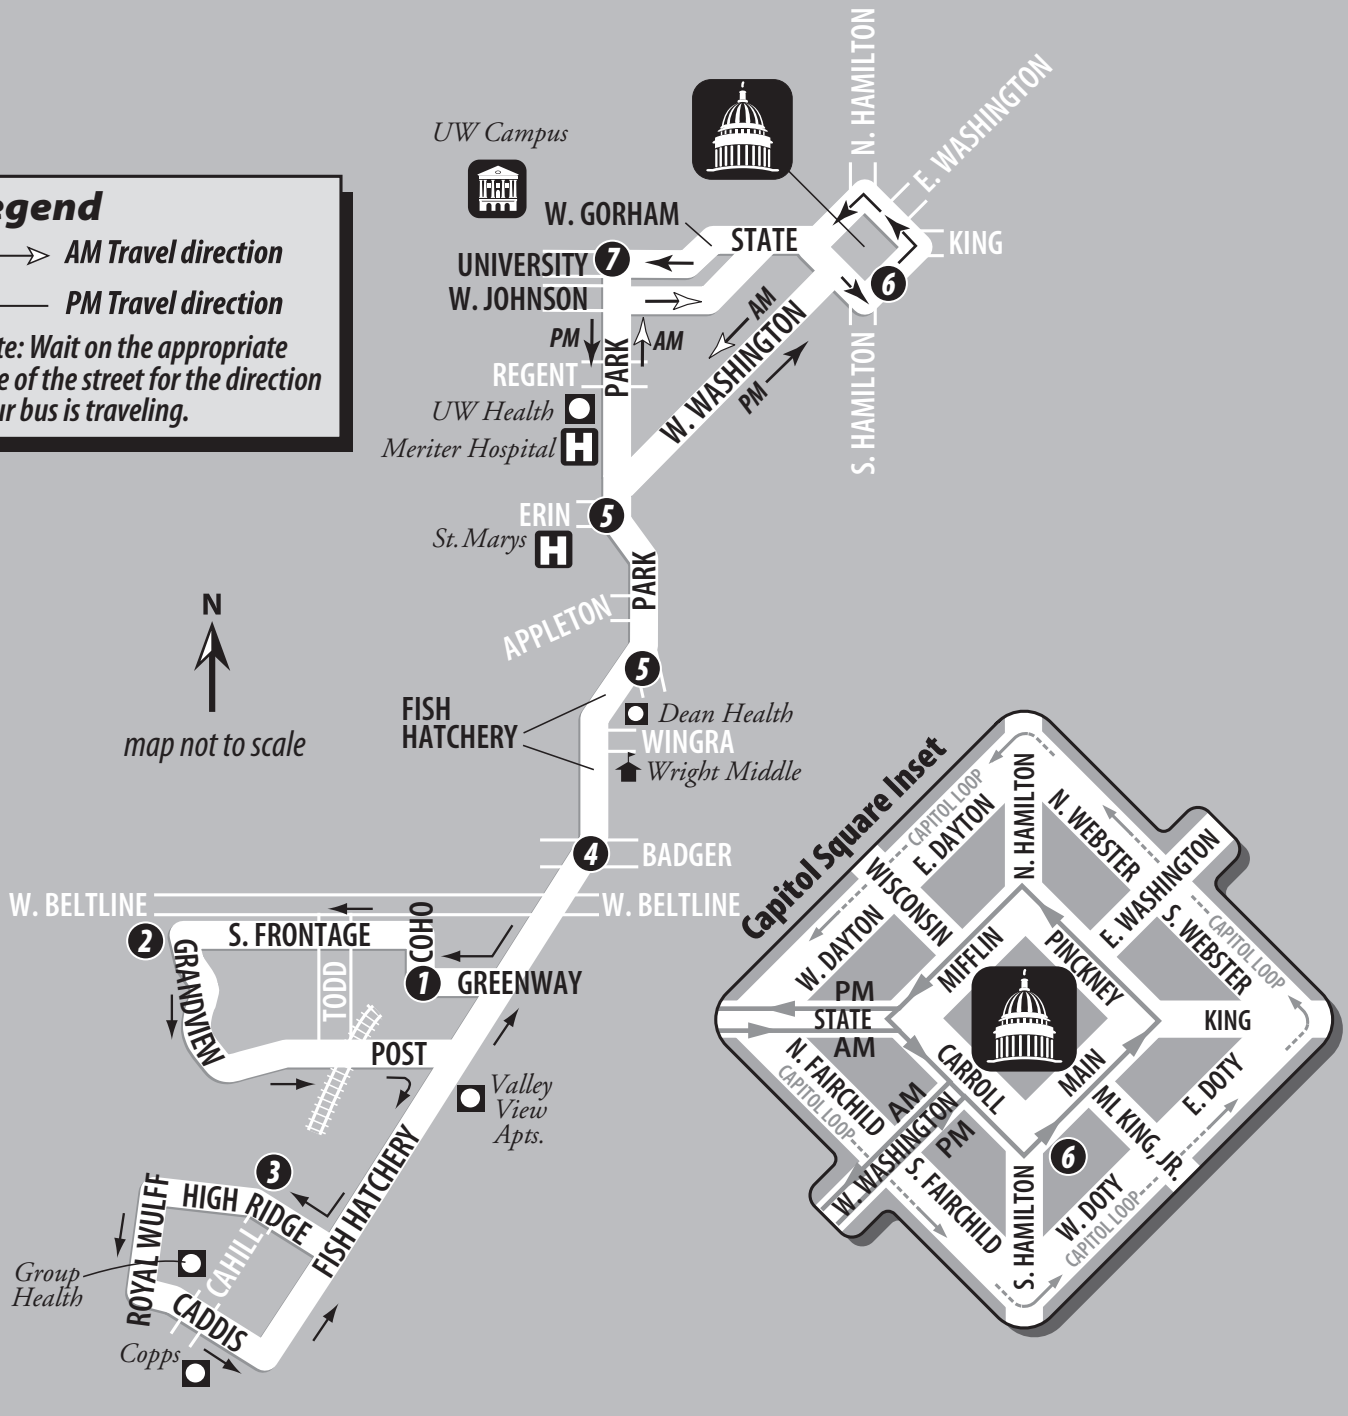 N. HAMILTON
E. WASHINGTON
UW Campus
egend
AM Travel direction
PM Travel direction
te: Wait on the appropriate
e of the street for the direction
ur bus is traveling.
W. GORHAM
STATE
KING
UNIVERSITY
7
6
W. JOHNSON
AM
PM
AM
PARK
W. WASHINGTON
PM
REGENT
S. HAMILTON
UW Health
Meriter Hospital
H
ERIN
5
St. Marys
H
PARK
N
APPLETON
5
map not to scale
FISH
HATCHERY
Dean Health
WINGRA
Wright Middle
4
BADGER
W. BELTLINE
W. BELTLINE
2
S. FRONTAGE
COHO
GRANDVIEW
TODD
1
GREENWAY
POST
Valley
View
Apts.
3
HIGH RIDGE
FISH HATCHERY
ROYAL WULFF
CAHILL
Group
Health
CADDIS
Copps
Capitol Square Inset
CAPITOL LOOP
E. DAYTON
N. HAMILTON
N. WEBSTER
WISCONSIN
E. WASHINGTON
W. DAYTON
MIFFLIN
PINCKNEY
S. WEBSTER
CAPITOL LOOP
PM
STATE
AM
KING
N. FAIRCHILD
CAPITOL LOOP
CARROLL
MAIN
E. DOTY
AM
W. WASHINGTON
PM
ML KING, JR.
6
S. FAIRCHILD
S. HAMILTON
W. DOTY
CAPITOL LOOP